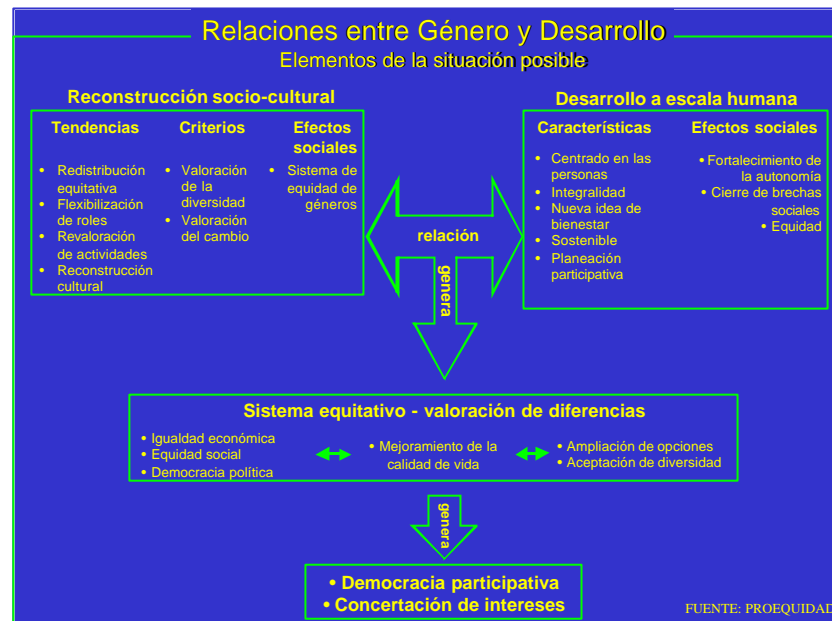 Relaciones entre Género y Desarrollo
Elementos de la situación posible
Reconstrucción socio-cultural
Tendencias
• Redistribución
equitativa
• Flexibilización
de roles
• Revaloración
de actividades
• Reconstrucción
cultural
Criterios
• Valoración
de la
diversidad
• Valoración
del cambio
Efectos
sociales
• Sistema de
equidad de
géneros
relación
genera
Desarrollo a escala humana
Características
• Centrado en las
personas
• Integralidad
• Nueva idea de
bienestar
• Sostenible
• Planeación
participativa
Efectos sociales
• Fortalecimiento de
la autonomía
• Cierre de brechas
sociales
• Equidad
Sistema equitativo - valoración de diferencias
• Igualdad económica
• Equidad social
• Democracia política
• Mejoramiento de la
calidad de vida
• Ampliación de opciones
• Aceptación de diversidad
genera
• Democracia participativa
• Concertación de intereses
FUENTE: PROEQUIDAD